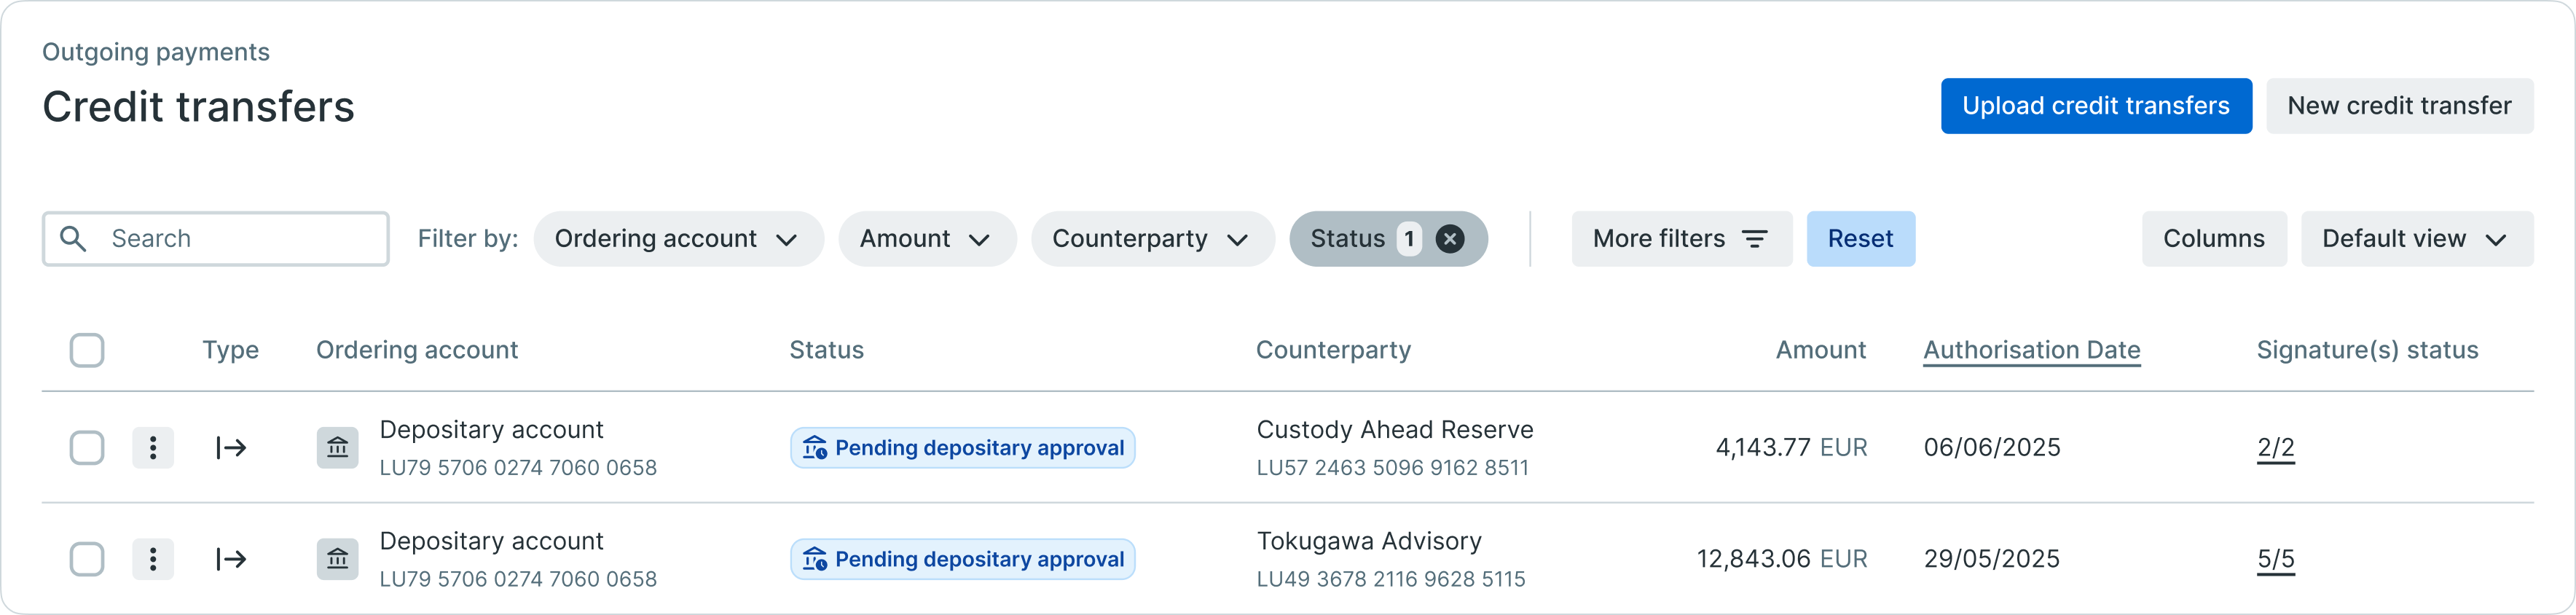 Outgoing payments
Credit transfers
Upload credit transfers
New credit transfer
Search
Filter by:
Ordering account
Amount
Counterparty
Status 1
More filters
Reset
Columns
Default view
Type
Ordering account
Status
Counterparty
Amount
Authorisation Date
Signature(s) status
Depositary account
LU79 5706 0274 7060 0658
Pending depositary approval
Custody Ahead Reserve
LU57 2463 5096 9162 8511
4,143.77 EUR
06/06/2025
2/2
Depositary account
LU79 5706 0274 7060 0658
Pending depositary approval
Tokugawa Advisory
LU49 3678 2116 9628 5115
12,843.06 EUR
29/05/2025
5/5